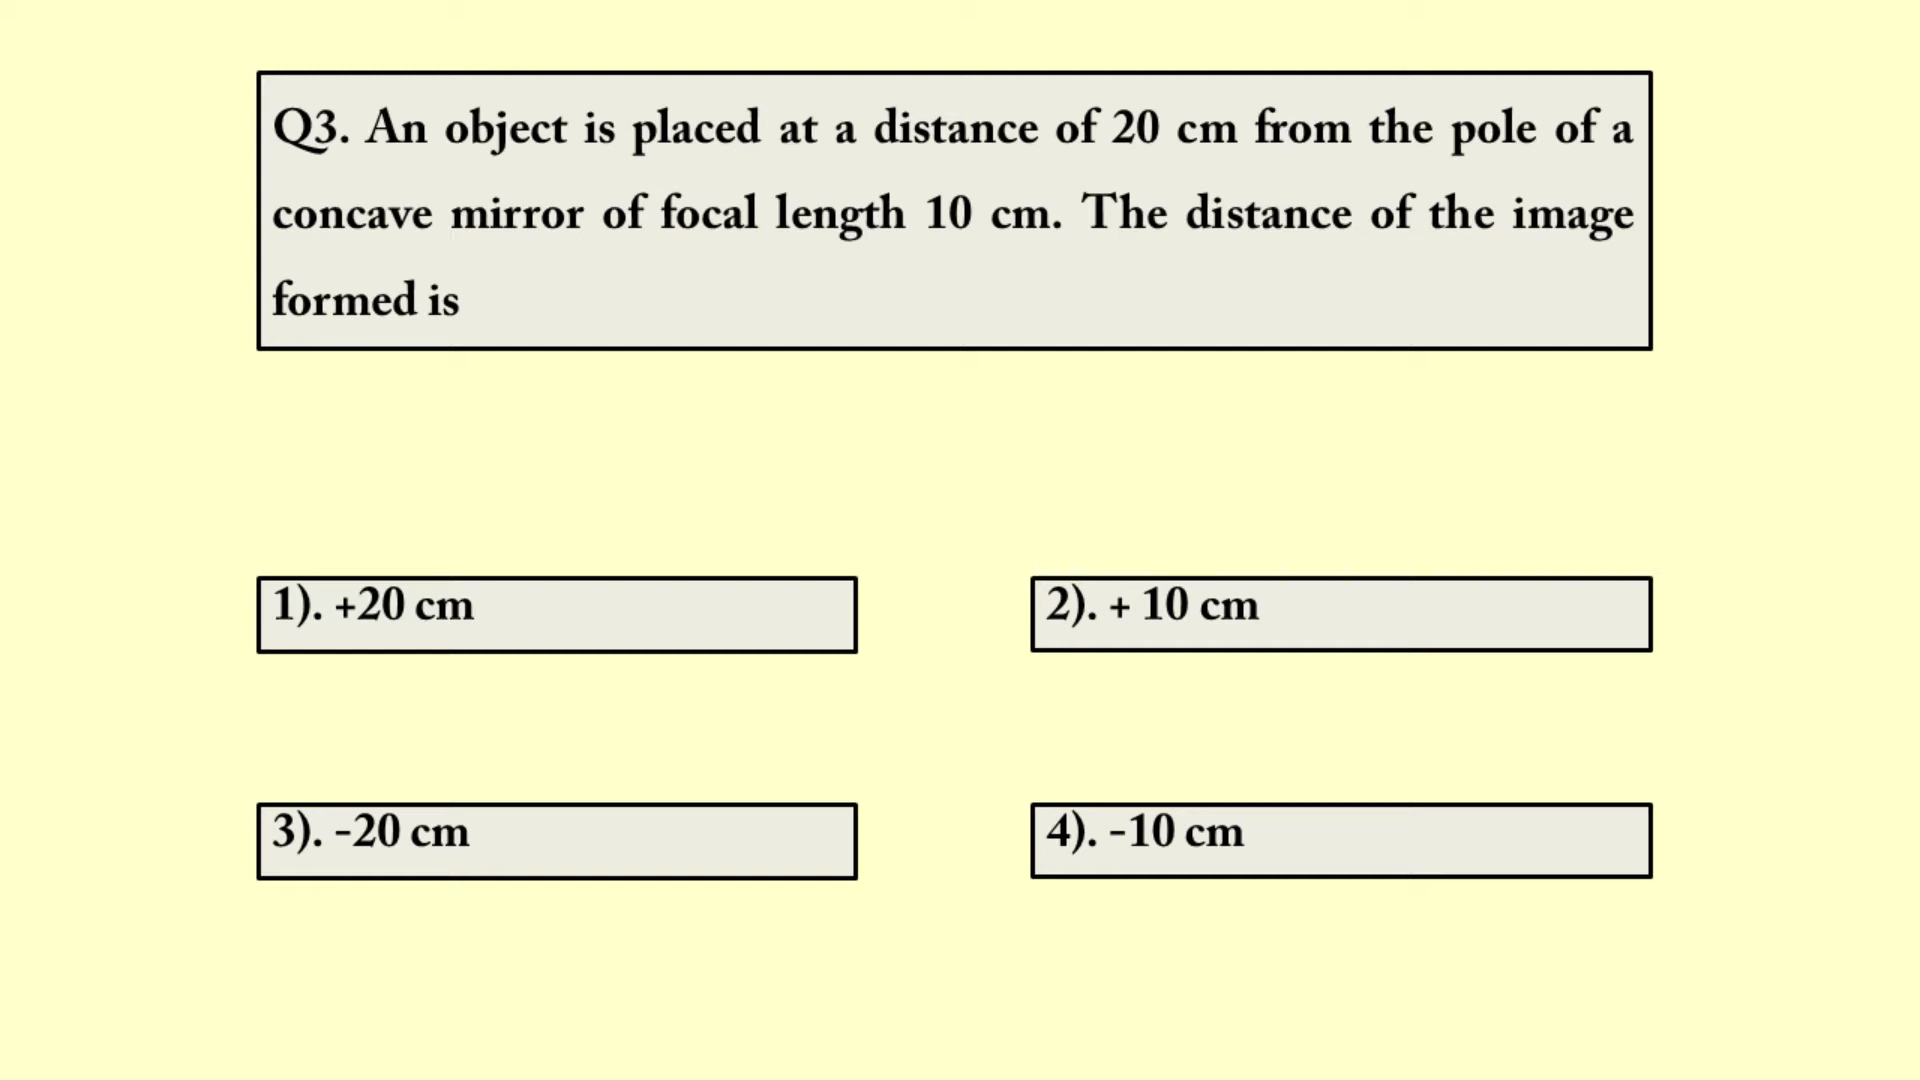 Q3. An object is placed at a distance of 20 cm from the pole of a
concave mirror of focal length 10 cm. The distance of the image
formed is
1). +20 cm
2). + 10 cm
3). -20 cm
4). -10 cm